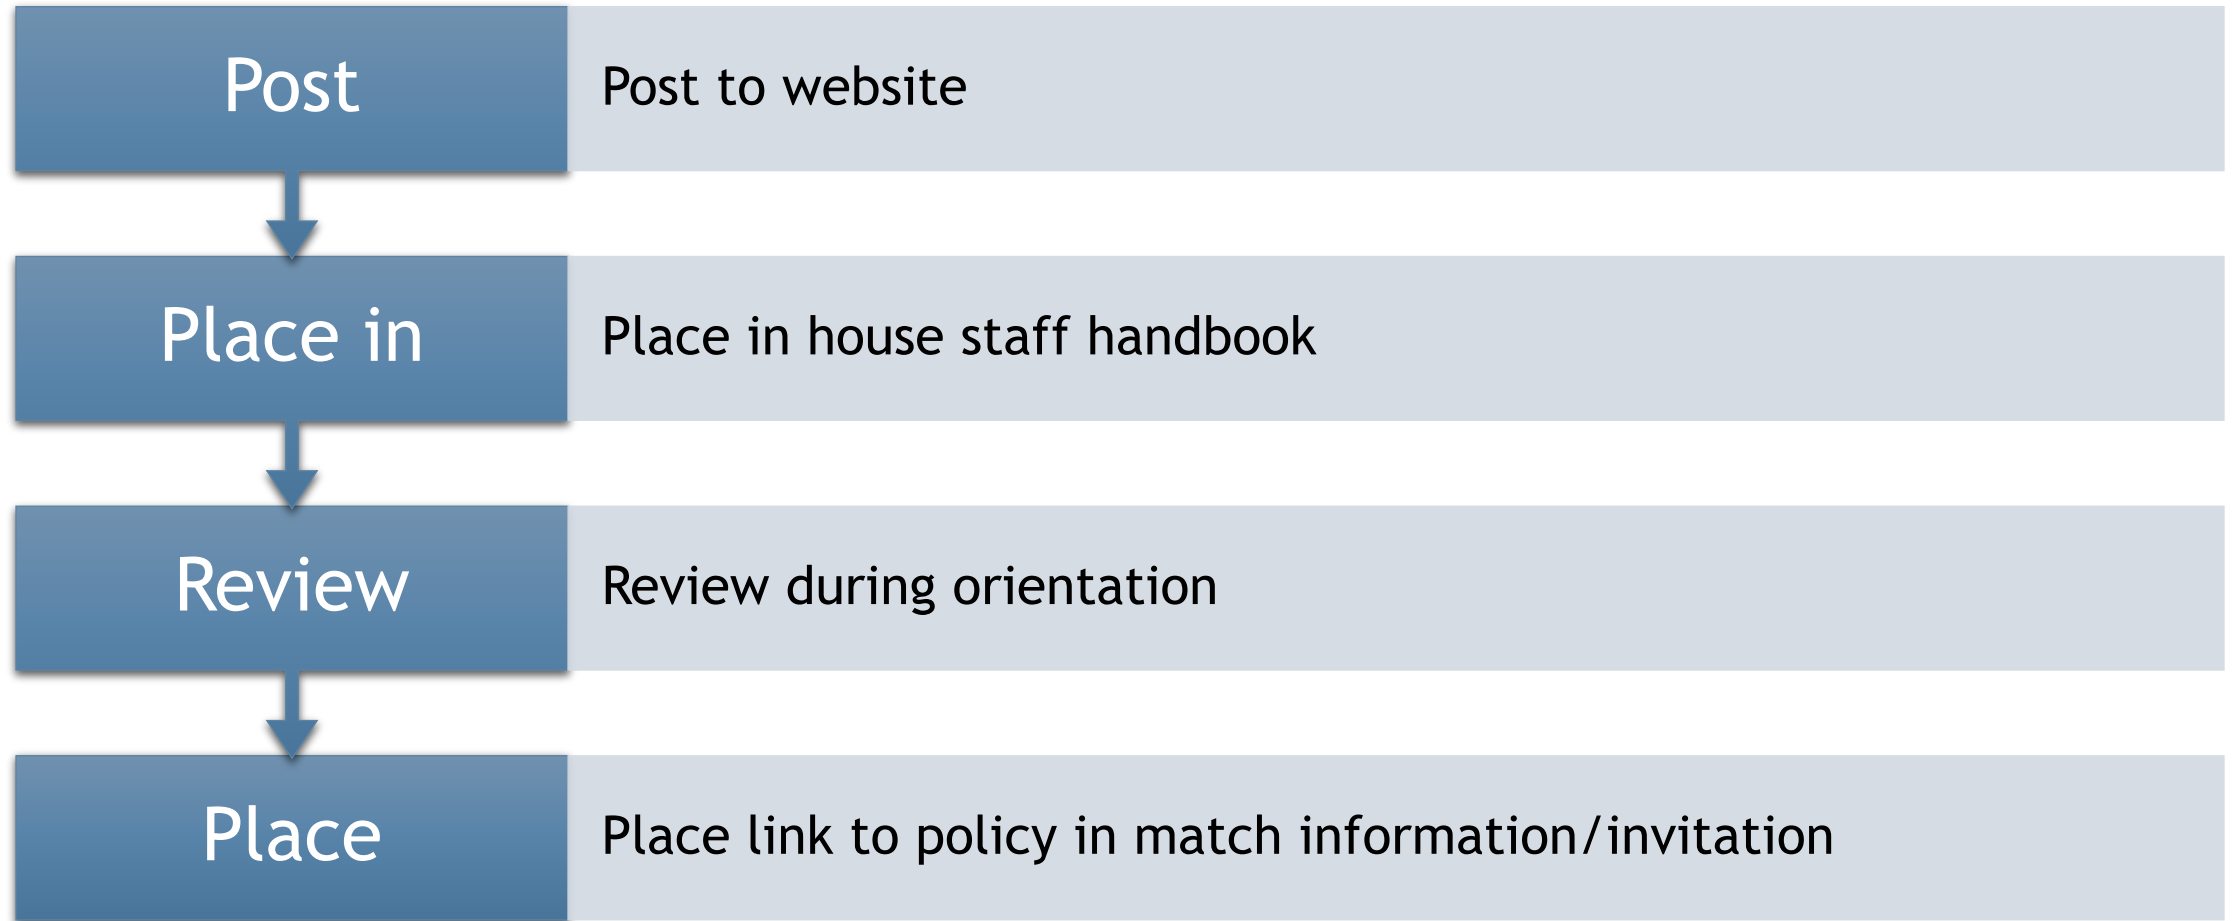 Post
Post to website
Place in
Place in house staff handbook
Review
Review during orientation
Place
Place link to policy in match information/invitation